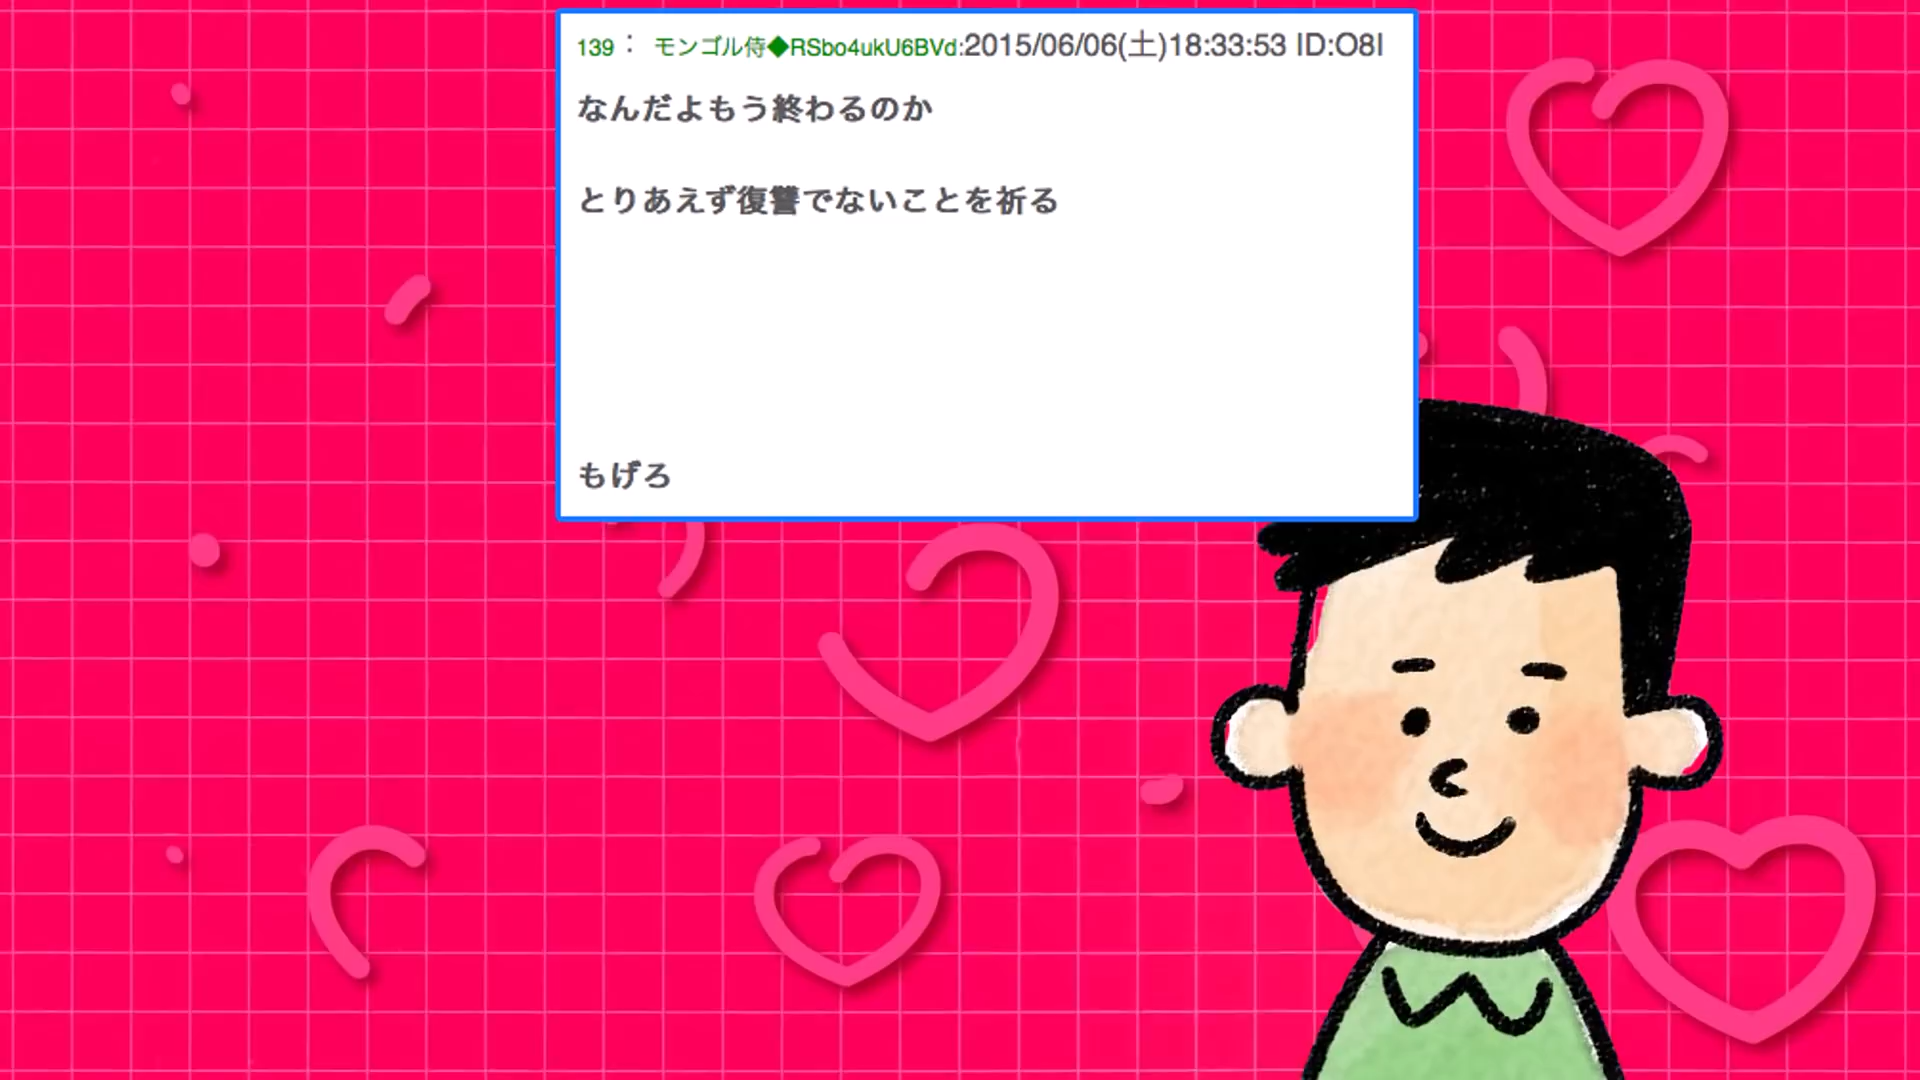 139： モンゴル侍◆RSbo4ukU6BVd:2015/06/06(土)18:33:53 ID:O8I
なんだよもう終わるのか
とりあえず復讐でないことを祈る
もげろ